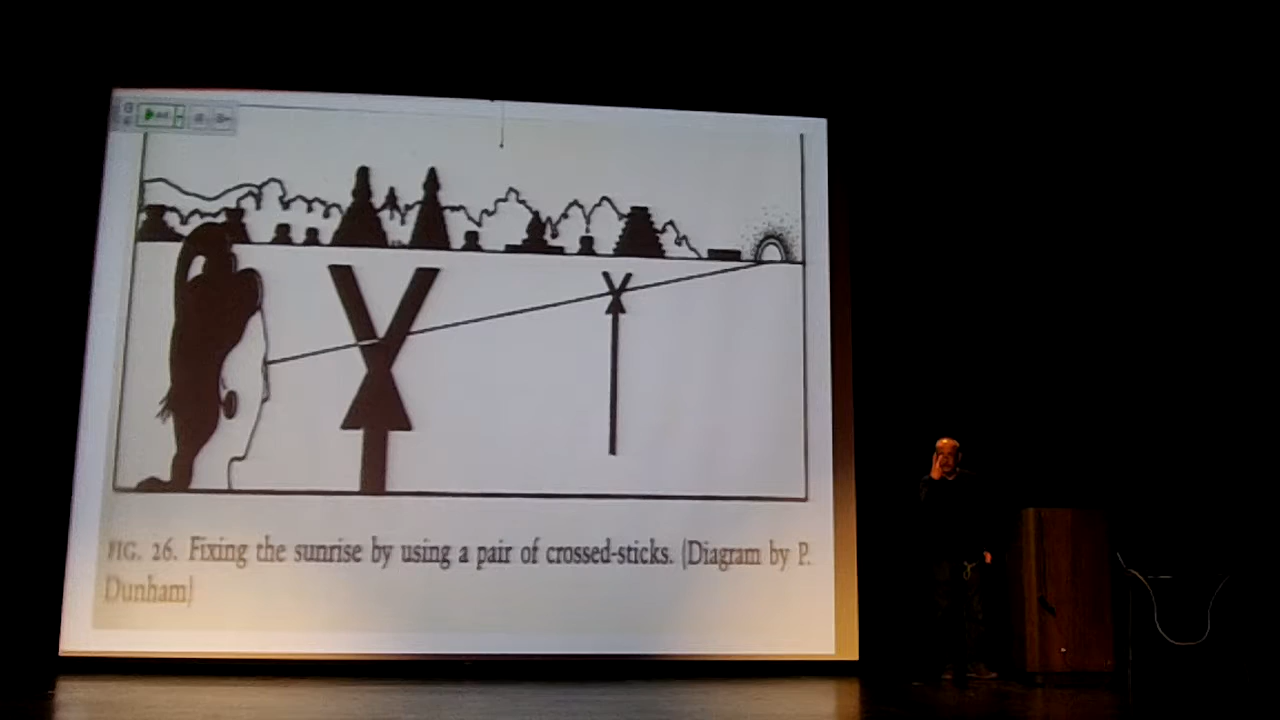 FIG. 26. Fixing the sunrise by using a pair of crossed-sticks. (Diagram by P.
Dunham)